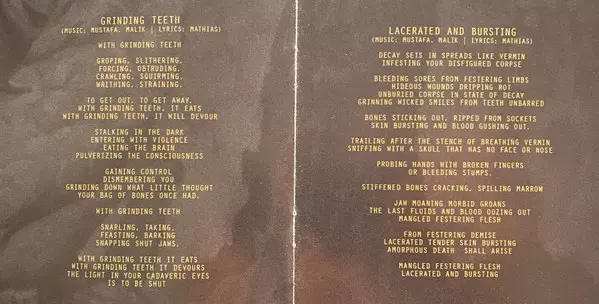 GRINDING TEETH
(MUSIC: MUSTAFA, MALIK | LYRICS: MATHIAS)
WITH GRINDING TEETH
GROPING, SLITHERING,
FORCING, OBTRUDING,
CRAWLING, SQUIRMING,
WRITHING, STRAINING.
TO GET OUT, TO GET AWAY,
WITH GRINDING TEETH, IT EATS
WITH GRINDING TEETH, IT WILL DEVOUR
STALKING IN THE DARK
ENTERING WITH VIOLENCE
EATING THE BRAIN
PULVERIZING THE CONSCIOUSNESS
GAINING CONTROL
DISMEMBERING YOU
GRINDING DOWN WHAT LITTLE THOUGHT
YOUR BAG OF BONES ONCE HAD.
WITH GRINDING TEETH
SNARLING, TAKING,
FEASTING, BARKING
SNAPPING SHUT JAWS.
WITH GRINDING TEETH IT EATS
WITH GRINDING TEETH IT DEVOURS
THE LIGHT IN YOUR CADAVERIC EYES
IS TO BE SHUT
LACERATED AND BURSTING
(MUSIC: MUSTAFA, MALIK | LYRICS: MATHIAS)
DECAY SETS IN SPREADS LIKE VERMIN
INFESTING YOUR DISFIGURED CORPSE
BLEEDING SORES FROM FESTERING LIMBS
HIDEOUS WOUNDS DRIPPING ROT
UNBURIED CORPSE IN STATE OF DECAY
GRINNING WICKED SMILES FROM TEETH UNBARRED
BONES STICKING OUT, RIPPED FROM SOCKETS
SKIN BURSTING AND BLOOD GUSHING OUT.
TRAILING AFTER THE STENCH OF BREATHING VERMIN
SNIFFING WITH A SKULL THAT HAS NO FACE OR NOSE
PROBING HANDS WITH BROKEN FINGERS
OR BLEEDING STUMPS.
STIFFENED BONES CRACKING, SPILLING MARROW
JAW MOANING MORBID GROANS
THE LAST FLUIDS AND BLOOD OOZING OUT
MANGLED FESTERING FLESH
FROM FESTERING DEMISE
LACERATED TENDER SKIN BURSTING
AMORPHOUS DEATH SHALL ARISE
MANGLED FESTERING FLESH
LACERATED AND BURSTING